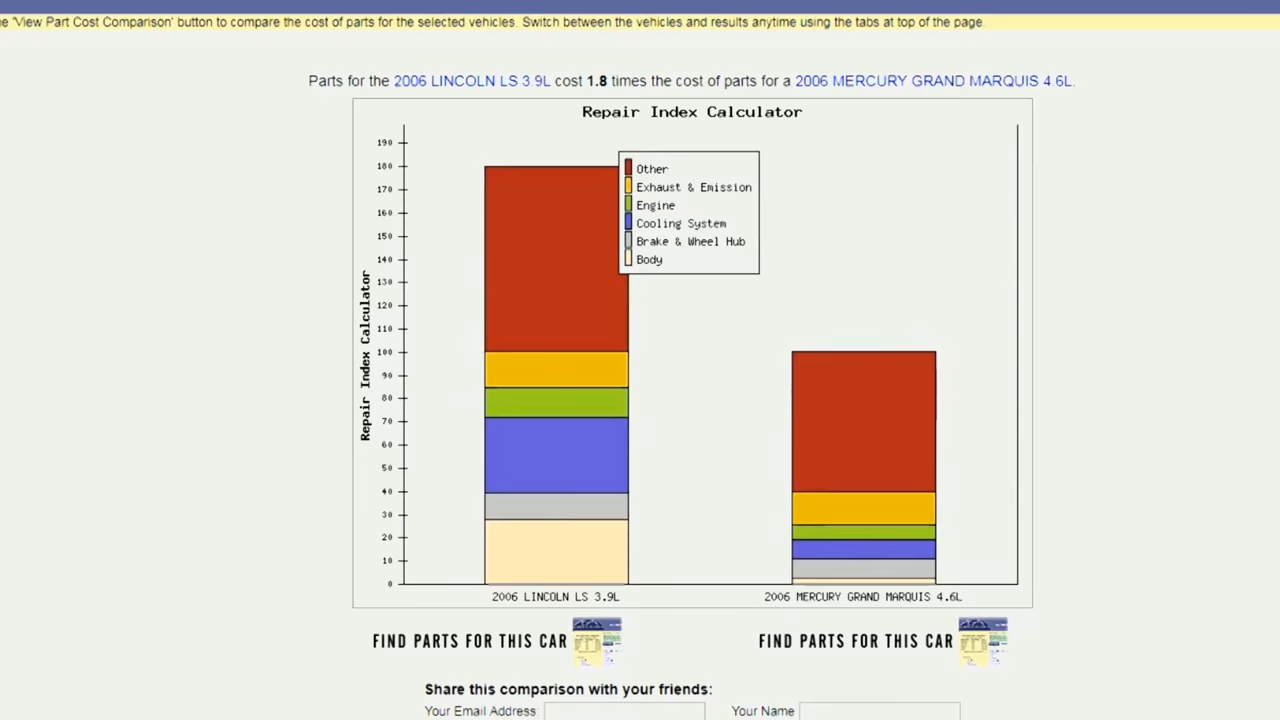 e 'View Part Cost Comparison' button to compare the cost of parts for the selected vehicles. Switch between the vehicles and results anytime using the tabs at top of the page.
Parts for the 2006 LINCOLN LS 3.9L cost 1.8 times the cost of parts for a 2006 MERCURY GRAND MARQUIS 4.6L.
Repair Index Calculator
190
180
170
160
150
140
130
120
110
100
90
80
70
60
50
40
30
20
10
0
Repair Index Calculator
Other
Exhaust & Emission
Engine
Cooling System
Brake & Wheel Hub
Body
2006 LINCOLN LS 3.9L
2006 MERCURY GRAND MARQUIS 4.6L
FIND PARTS FOR THIS CAR
FIND PARTS FOR THIS CAR
Share this comparison with your friends:
Your Email Address:
Your Name